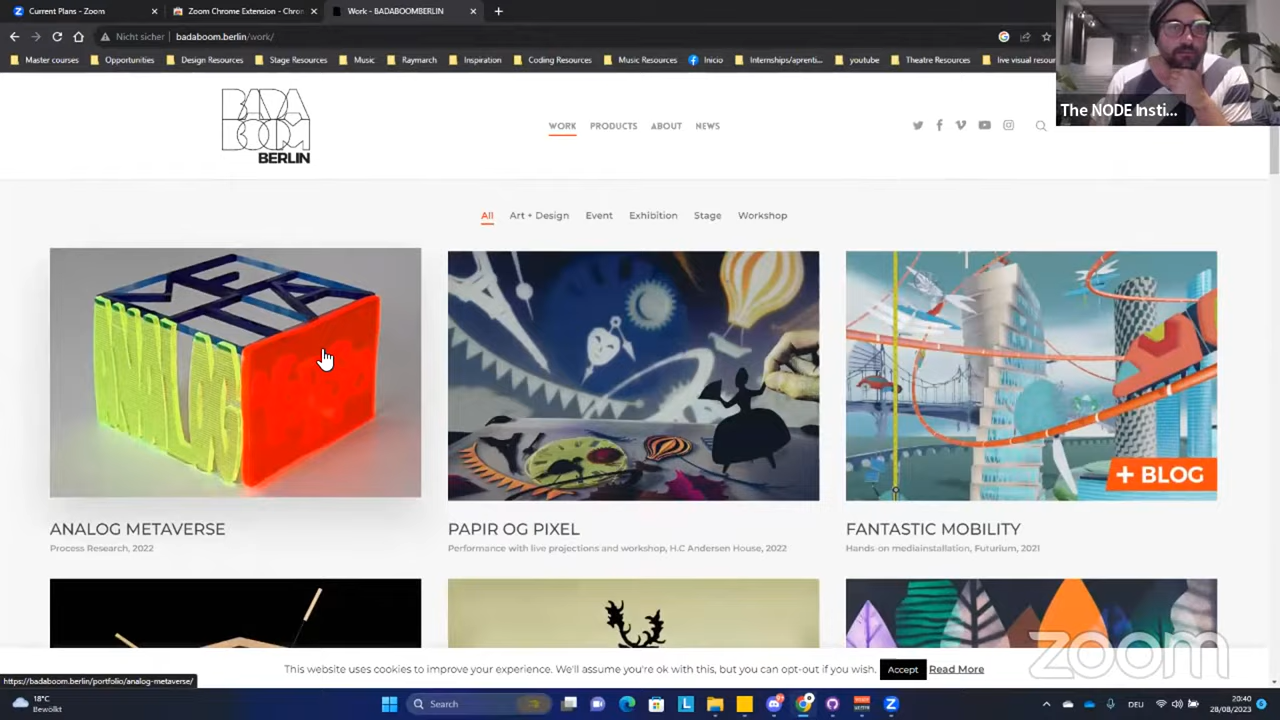 Current Plans - Zoom
Zoom Chrome Extension - Chro
Work - BADABOOMBERLIN
Nicht sicher
badaboom.berlin/work/
Master courses
Opportunities
Design Resources
Stage Resources
Music
Raymarch
Inspiration
Coding Resources
Music Resources
Inicio
Internships/aprenti...
youtube
Theatre Resources
live visual resour
The NODE Insti...
BADA
BOOM
BERLIN
WORK
PRODUCTS
ABOUT
NEWS
All
Art + Design
Event
Exhibition
Stage
Workshop
META
ANALOG
+ BLOG
ANALOG METAVERSE
Process Research, 2022
PAPIR OG PIXEL
Performance with live projections and workshop, H.C Andersen House, 2022
FANTASTIC MOBILITY
Hands-on mediainstallation, Futurium, 2021
zoom
This website uses cookies to improve your experience. We'll assume you're ok with this, but you can opt-out if you wish.
Accept
Read More
https://badaboom.berlin/portfolio/analog-metaverse/
18°C
Bewölkt
Search
DEU
20:40
28/08/2023